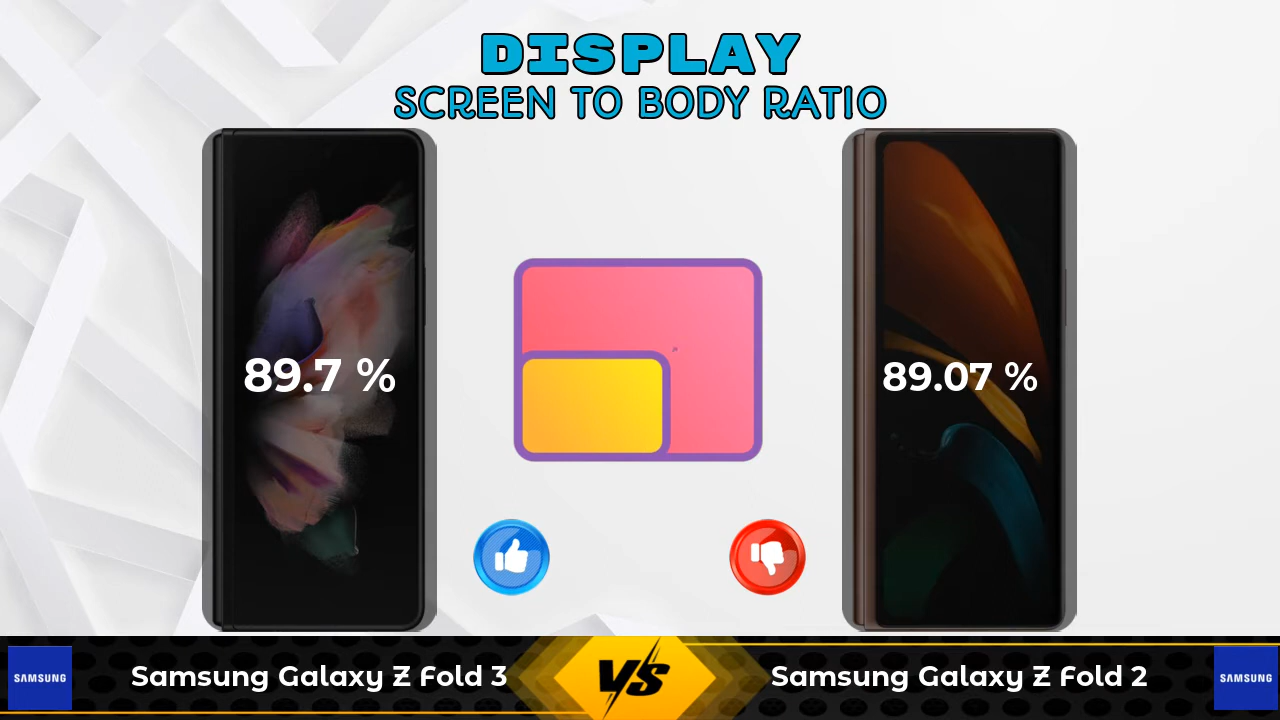 DISPLAY
SCREEN TO BODY RATIO
89.7 %
89.07 %
SAMSUNG
Samsung Galaxy Z Fold 3
VS
Samsung Galaxy Z Fold 2
SAMSUNG